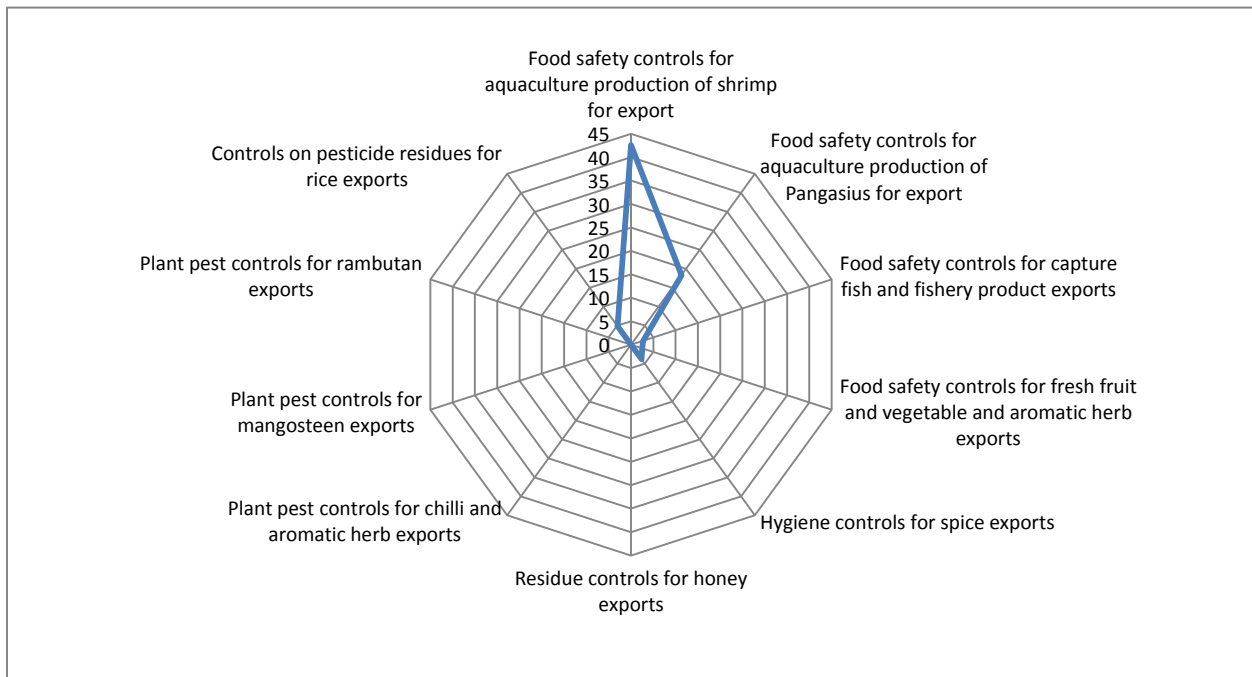 Food safety controls for
aquaculture production of shrimp
for export
Food safety controls for
aquaculture production of
Pangasius for export
Food safety controls for capture
fish and fishery product exports
Food safety controls for fresh fruit
and vegetable and aromatic herb
exports
Hygiene controls for spice exports
Residue controls for honey
exports
Plant pest controls for chilli and
aromatic herb exports
Plant pest controls for
mangosteen exports
Plant pest controls for rambutan
exports
Controls on pesticide residues for
rice exports
45
40
35
30
25
20
15
10
5
0